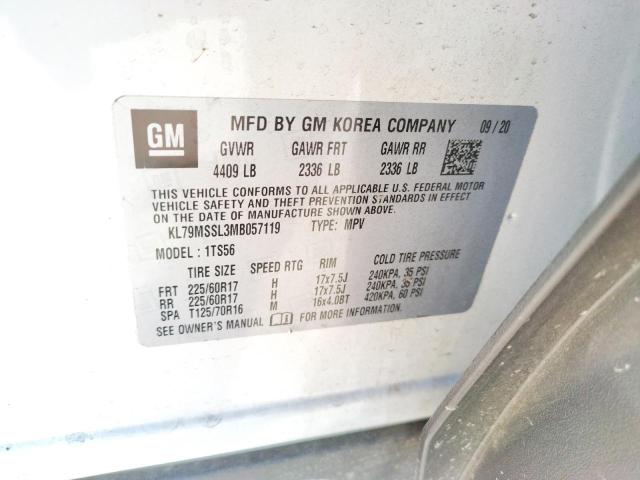 GM
MFD BY GM KOREA COMPANY 09/20
GVWR GAWR FRT GAWR RR
4409 LB 2336 LB 2336 LB
THIS VEHICLE CONFORMS TO ALL APPLICABLE U.S. FEDERAL MOTOR
VEHICLE SAFETY AND THEFT PREVENTION STANDARDS IN EFFECT
ON THE DATE OF MANUFACTURE SHOWN ABOVE.
KL79MSSL3MB057119 TYPE: MPV
MODEL: 1TS56
TIRE SIZE SPEED RTG RIM COLD TIRE PRESSURE
FRT 225/60R17 H 17x7.5J 240KPA, 35 PSI
RR 225/60R17 H 17x7.5J 240KPA, 35 PSI
SPA T125/70R16 M 16x4.0BT 420KPA, 60 PSI
SEE OWNER'S MANUAL FOR MORE INFORMATION